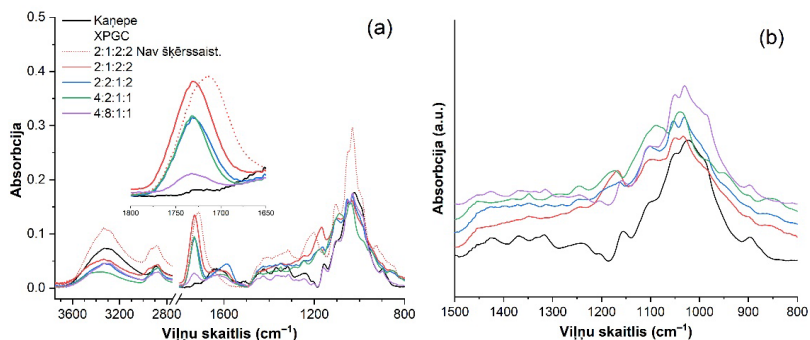 (a)
Kaņepe
XPGC
2:1:2:2 Nav šķērssaist.
2:1:2:2
2:2:1:2
4:2:1:1
4:8:1:1
0.5
0.4
0.3
0.2
0.1
0.0
Absorbcija
1800 1750 1700 1650
3600 3200 2800 1600 1400 1200 1000 800
Viļņu skaitlis (cm⁻¹)
(b)
Absorbcija (a.u.)
1500 1400 1300 1200 1100 1000 900 800
Viļņu skaitlis (cm⁻¹)